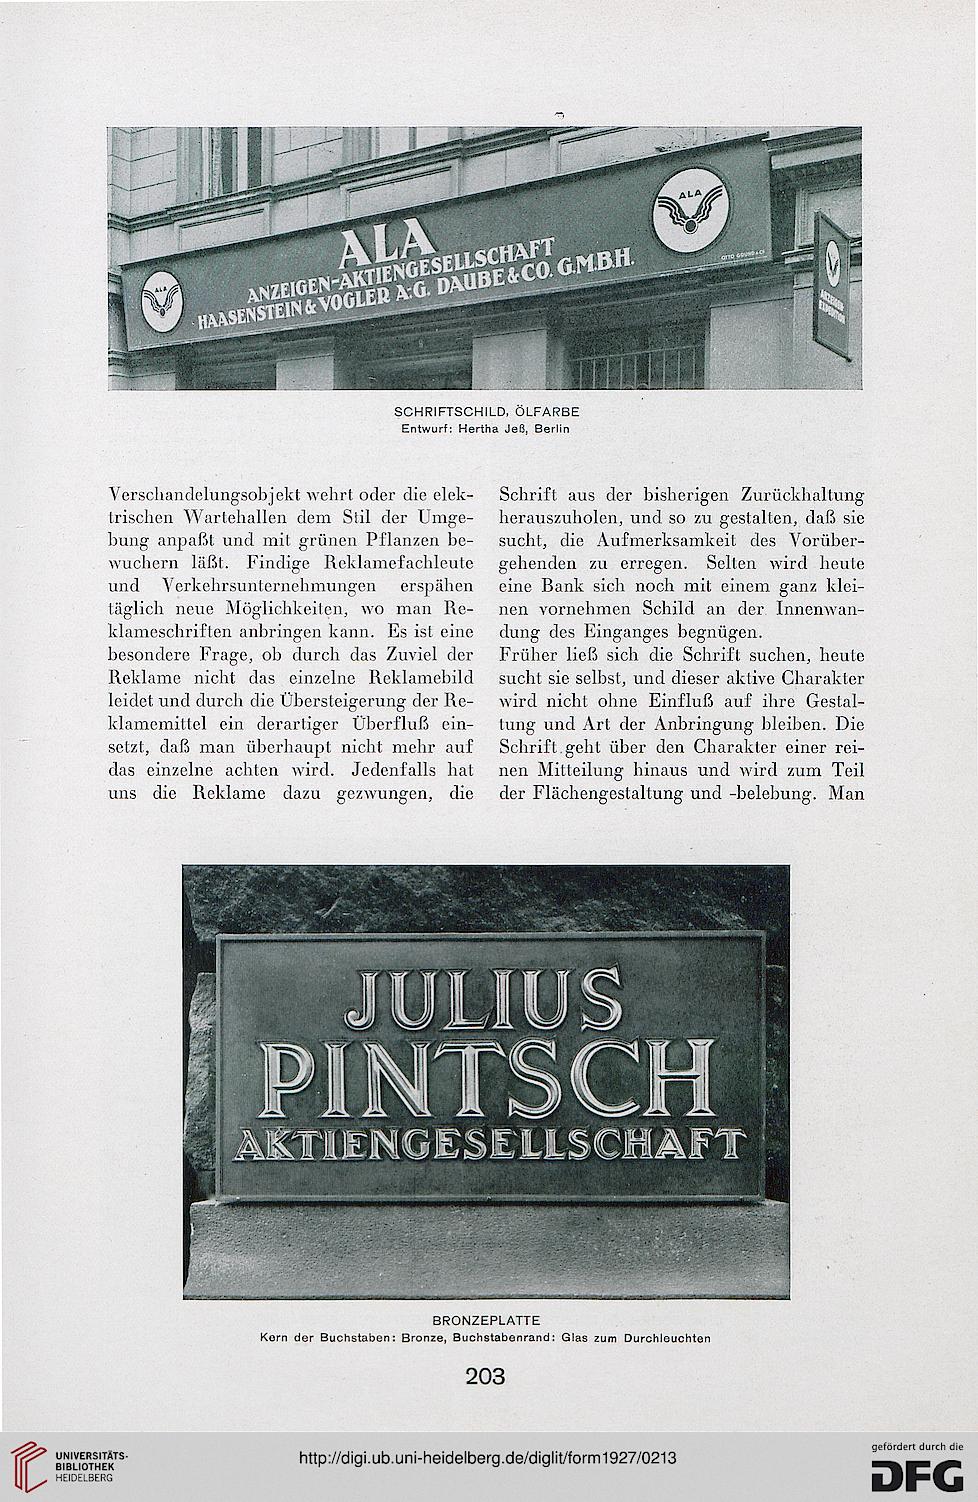 ALA
ALA
ANZEIGEN-AKTIENGESELLSCHAFT
HAASENSTEIN & VOGLER A:G. DAUBE & CO. G.M.B.H.
ALA
OTTO GRUND & CO
ANZEIGEN-
EXPEDITION
SCHRIFTSCHILD, ÖLFARBE
Entwurf: Hertha Jeß, Berlin
Verschandelungsobjekt wehrt oder die elek-
trischen Wartehallen dem Stil der Umge-
bung anpaßt und mit grünen Pflanzen be-
wuchern läßt. Findige Reklamefachleute
und Verkehrsunternehmungen erspähen
täglich neue Möglichkeiten, wo man Re-
klameschriften anbringen kann. Es ist eine
besondere Frage, ob durch das Zuviel der
Reklame nicht das einzelne Reklamebild
leidet und durch die Übersteigerung der Re-
klamemittel ein derartiger Überfluß ein-
setzt, daß man überhaupt nicht mehr auf
das einzelne achten wird. Jedenfalls hat
uns die Reklame dazu gezwungen, die
Schrift aus der bisherigen Zurückhaltung
herauszuholen, und so zu gestalten, daß sie
sucht, die Aufmerksamkeit des Vorüber-
gehenden zu erregen. Selten wird heute
eine Bank sich noch mit einem ganz klei-
nen vornehmen Schild an der Innenwan-
dung des Einganges begnügen.
Früher ließ sich die Schrift suchen, heute
sucht sie selbst, und dieser aktive Charakter
wird nicht ohne Einfluß auf ihre Gestal-
tung und Art der Anbringung bleiben. Die
Schrift geht über den Charakter einer rei-
nen Mitteilung hinaus und wird zum Teil
der Flächengestaltung und -belebung. Man
JULIUS
PINTSCH
AKTIENGESELLSCHAFT
BRONZEPLATTE
Kern der Buchstaben: Bronze, Buchstabenrand: Glas zum Durchleuchten
203
UNIVERSITÄTS-
BIBLIOTHEK
HEIDELBERG
http://digi.ub.uni-heidelberg.de/diglit/form1927/0213
gefördert durch die
DFG